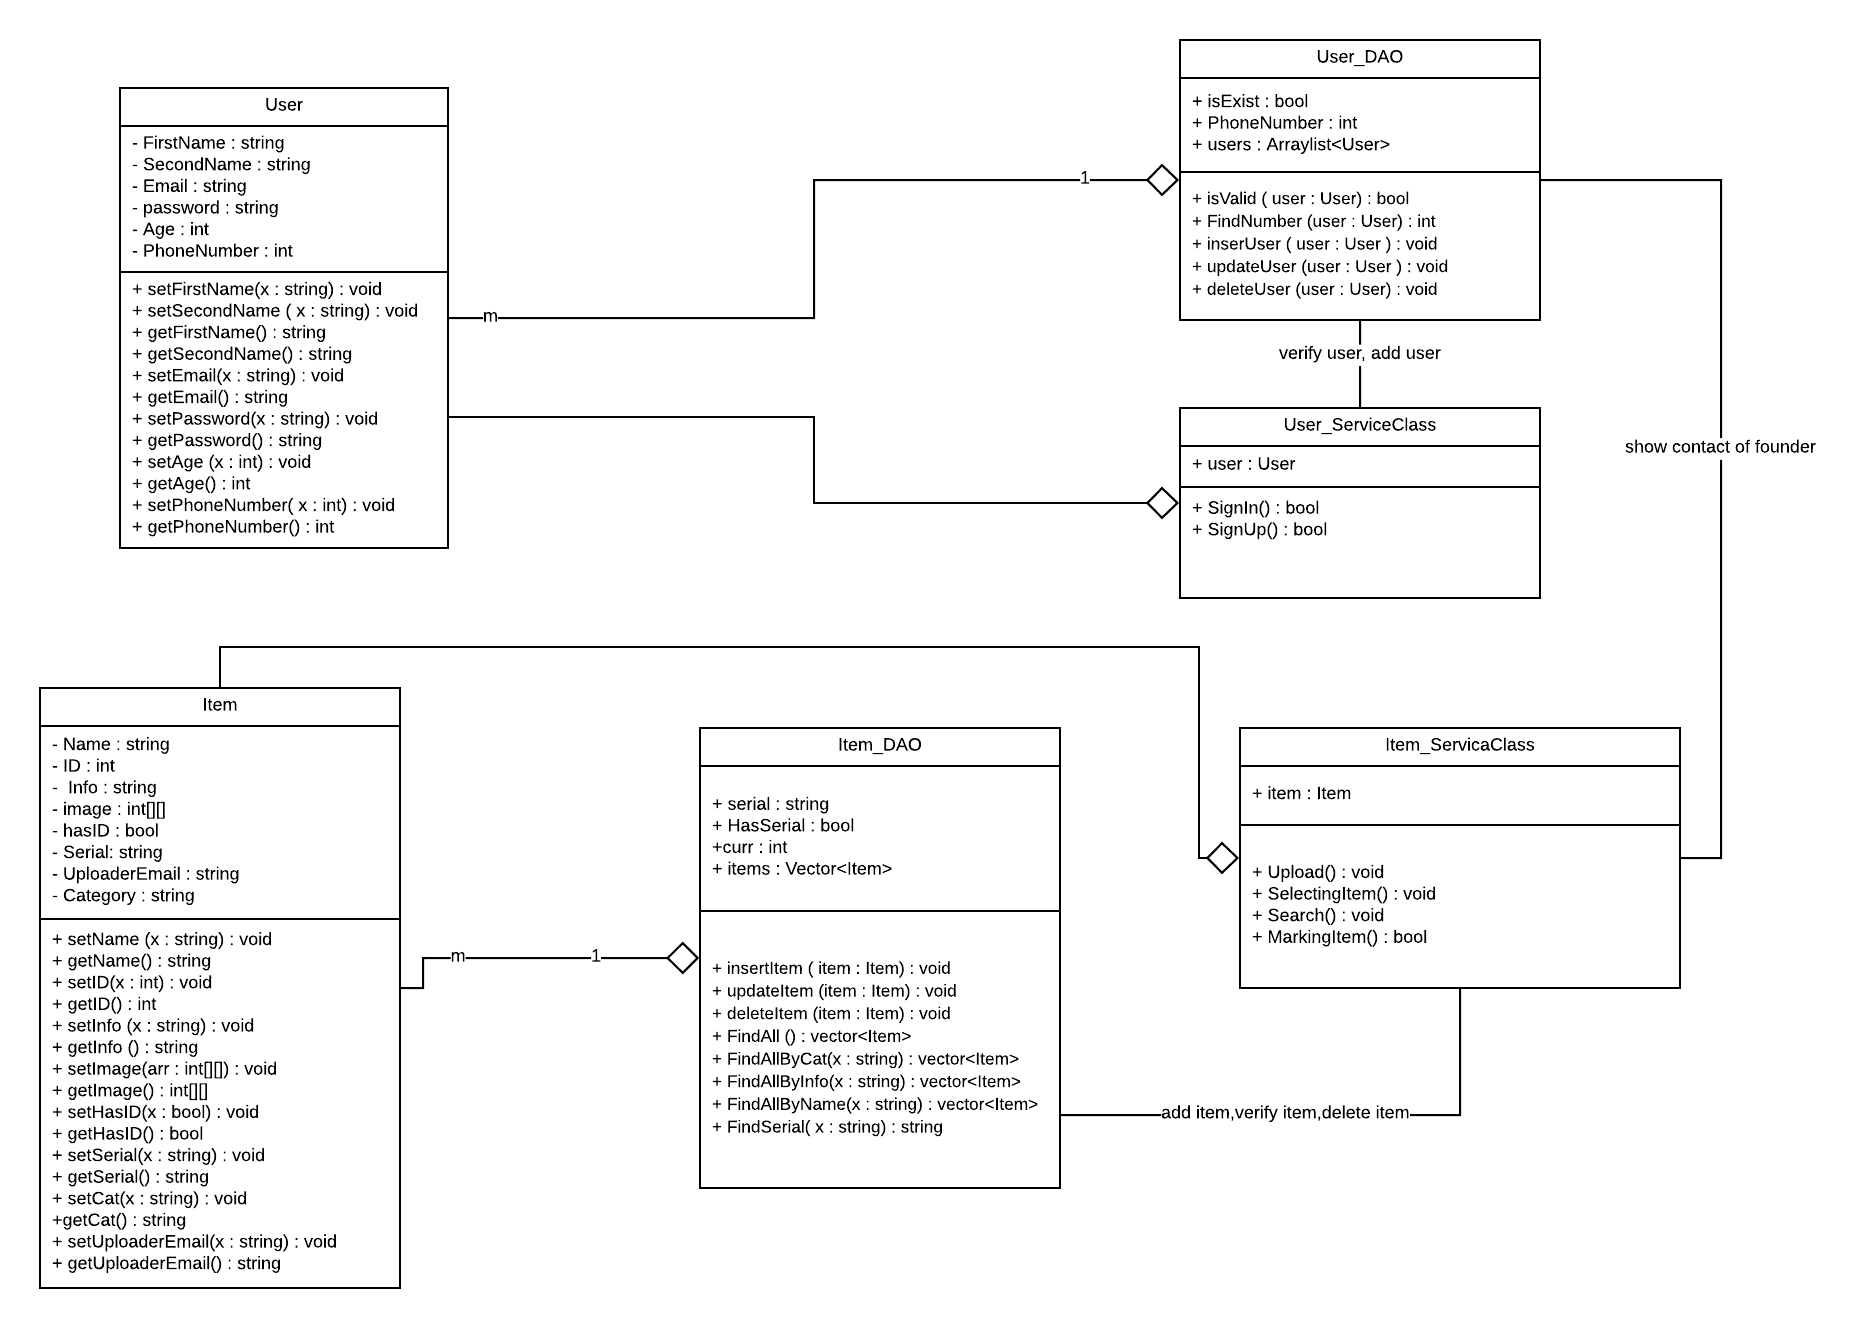 User
- FirstName : string
- SecondName : string
- Email : string
- password : string
- Age : int
- PhoneNumber : int
+ setFirstName(x : string) : void
+ setSecondName ( x : string) : void
+ getFirstName() : string
+ getSecondName() : string
+ setEmail(x : string) : void
+ getEmail() : string
+ setPassword(x : string) : void
+ getPassword() : string
+ setAge (x : int) : void
+ getAge() : int
+ setPhoneNumber( x : int) : void
+ getPhoneNumber() : int
m
1
User_DAO
+ isExist : bool
+ PhoneNumber : int
+ users : Arraylist<User>
+ isValid ( user : User) : bool
+ FindNumber (user : User) : int
+ inserUser ( user : User ) : void
+ updateUser (user : User ) : void
+ deleteUser (user : User) : void
verify user, add user
User_ServiceClass
+ user : User
+ SignIn() : bool
+ SignUp() : bool
show contact of founder
Item
- Name : string
- ID : int
-  Info : string
- image : int[][]
- hasID : bool
- Serial: string
- UploaderEmail : string
- Category : string
+ setName (x : string) : void
+ getName() : string
+ setID(x : int) : void
+ getID() : int
+ setInfo (x : string) : void
+ getInfo () : string
+ setImage(arr : int[][]) : void
+ getImage() : int[][]
+ setHasID(x : bool) : void
+ getHasID() : bool
+ setSerial(x : string) : void
+ getSerial() : string
+ setCat(x : string) : void
+getCat() : string
+ setUploaderEmail(x : string) : void
+ getUploaderEmail() : string
m
1
Item_DAO
+ serial : string
+ HasSerial : bool
+curr : int
+ items : Vector<Item>
+ insertItem ( item : Item) : void
+ updateItem (item : Item) : void
+ deleteItem (item : Item) : void
+ FindAll () : vector<Item>
+ FindAllByCat(x : string) : vector<Item>
+ FindAllByInfo(x : string) : vector<Item>
+ FindAllByName(x : string) : vector<Item>
+ FindSerial( x : string) : string
Item_ServicaClass
+ item : Item
+ Upload() : void
+ SelectingItem() : void
+ Search() : void
+ MarkingItem() : bool
add item,verify item,delete item